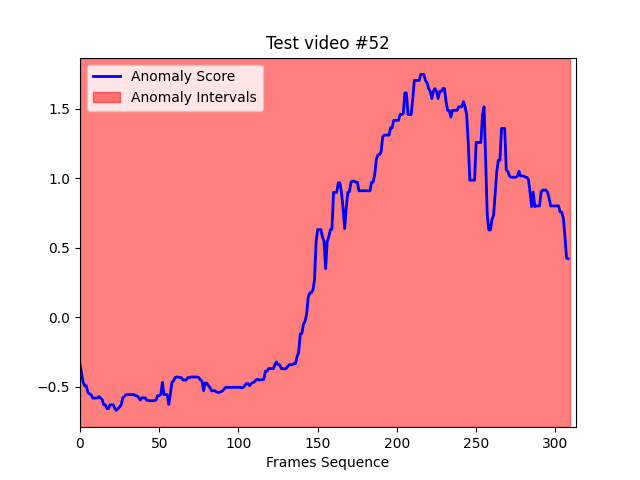 Test video #52
Anomaly Score
Anomaly Intervals
1.5
1.0
0.5
0.0
−0.5
0 50 100 150 200 250 300
Frames Sequence